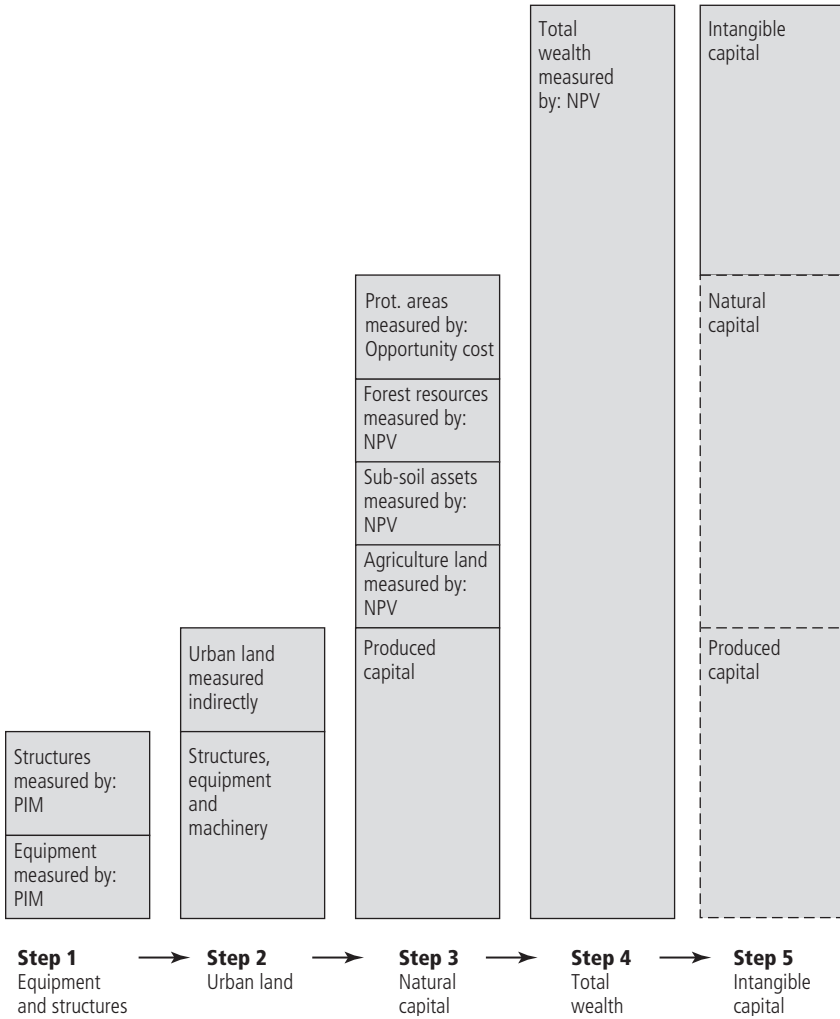 Total
wealth
measured
by: NPV
Intangible
capital
Prot. areas
measured by:
Opportunity cost
Forest resources
measured by:
NPV
Sub-soil assets
measured by:
NPV
Agriculture land
measured by:
NPV
Produced
capital
Natural
capital
Produced
capital
Urban land
measured
indirectly
Structures,
equipment
and
machinery
Structures
measured by:
PIM
Equipment
measured by:
PIM
Step 1
Equipment
and structures
Step 2
Urban land
Step 3
Natural
capital
Step 4
Total
wealth
Step 5
Intangible
capital